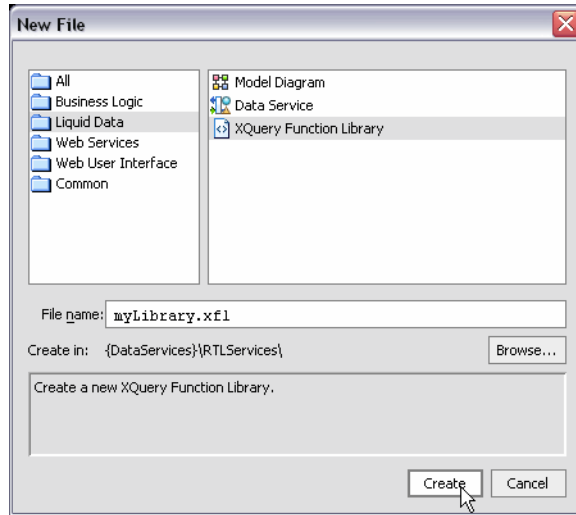 New File
All
Business Logic
Liquid Data
Web Services
Web User Interface
Common
Model Diagram
Data Service
XQuery Function Library
File name: myLibrary.xfl
Create in: {DataServices}\RTLServices\
Browse...
Create a new XQuery Function Library.
Create
Cancel